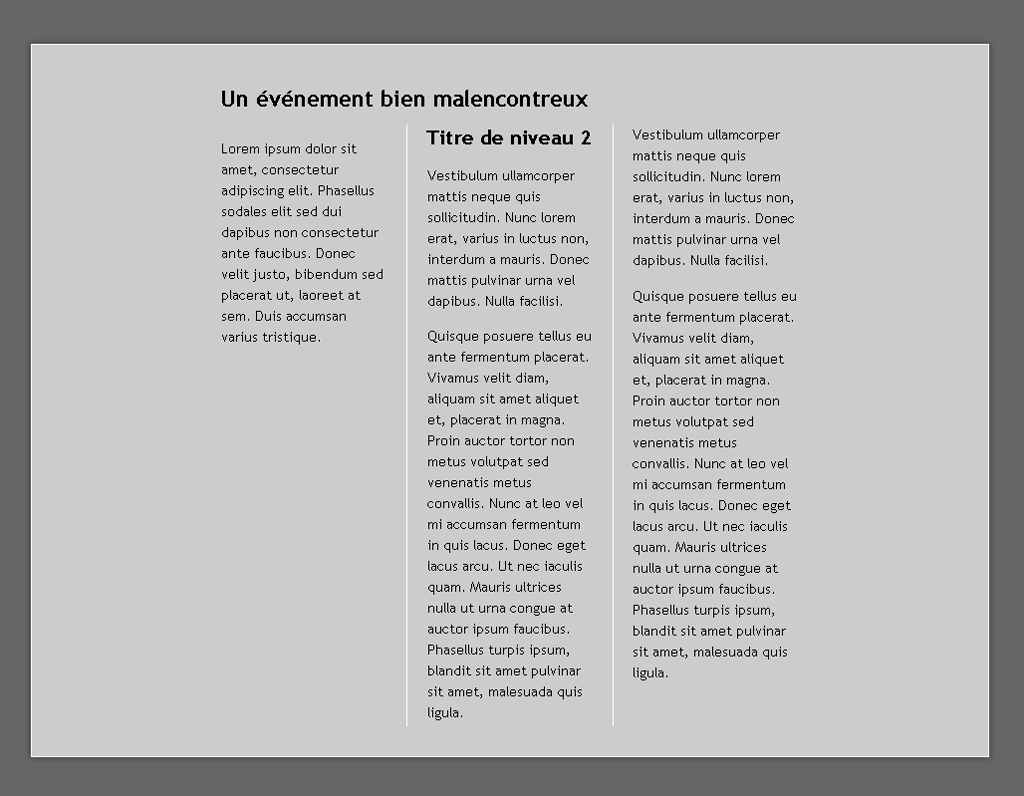 Un événement bien malencontreux
Lorem ipsum dolor sit
amet, consectetur
adipiscing elit. Phasellus
sodales elit sed dui
dapibus non consectetur
ante faucibus. Donec
velit justo, bibendum sed
placerat ut, laoreet at
sem. Duis accumsan
varius tristique.
Titre de niveau 2
Vestibulum ullamcorper
mattis neque quis
sollicitudin. Nunc lorem
erat, varius in luctus non,
interdum a mauris. Donec
mattis pulvinar urna vel
dapibus. Nulla facilisi.
Quisque posuere tellus eu
ante fermentum placerat.
Vivamus velit diam,
aliquam sit amet aliquet
et, placerat in magna.
Proin auctor tortor non
metus volutpat sed
venenatis metus
convallis. Nunc at leo vel
mi accumsan fermentum
in quis lacus. Donec eget
lacus arcu. Ut nec iaculis
quam. Mauris ultrices
nulla ut urna congue at
auctor ipsum faucibus.
Phasellus turpis ipsum,
blandit sit amet pulvinar
sit amet, malesuada quis
ligula.
Vestibulum ullamcorper
mattis neque quis
sollicitudin. Nunc lorem
erat, varius in luctus non,
interdum a mauris. Donec
mattis pulvinar urna vel
dapibus. Nulla facilisi.
Quisque posuere tellus eu
ante fermentum placerat.
Vivamus velit diam,
aliquam sit amet aliquet
et, placerat in magna.
Proin auctor tortor non
metus volutpat sed
venenatis metus
convallis. Nunc at leo vel
mi accumsan fermentum
in quis lacus. Donec eget
lacus arcu. Ut nec iaculis
quam. Mauris ultrices
nulla ut urna congue at
auctor ipsum faucibus.
Phasellus turpis ipsum,
blandit sit amet pulvinar
sit amet, malesuada quis
ligula.